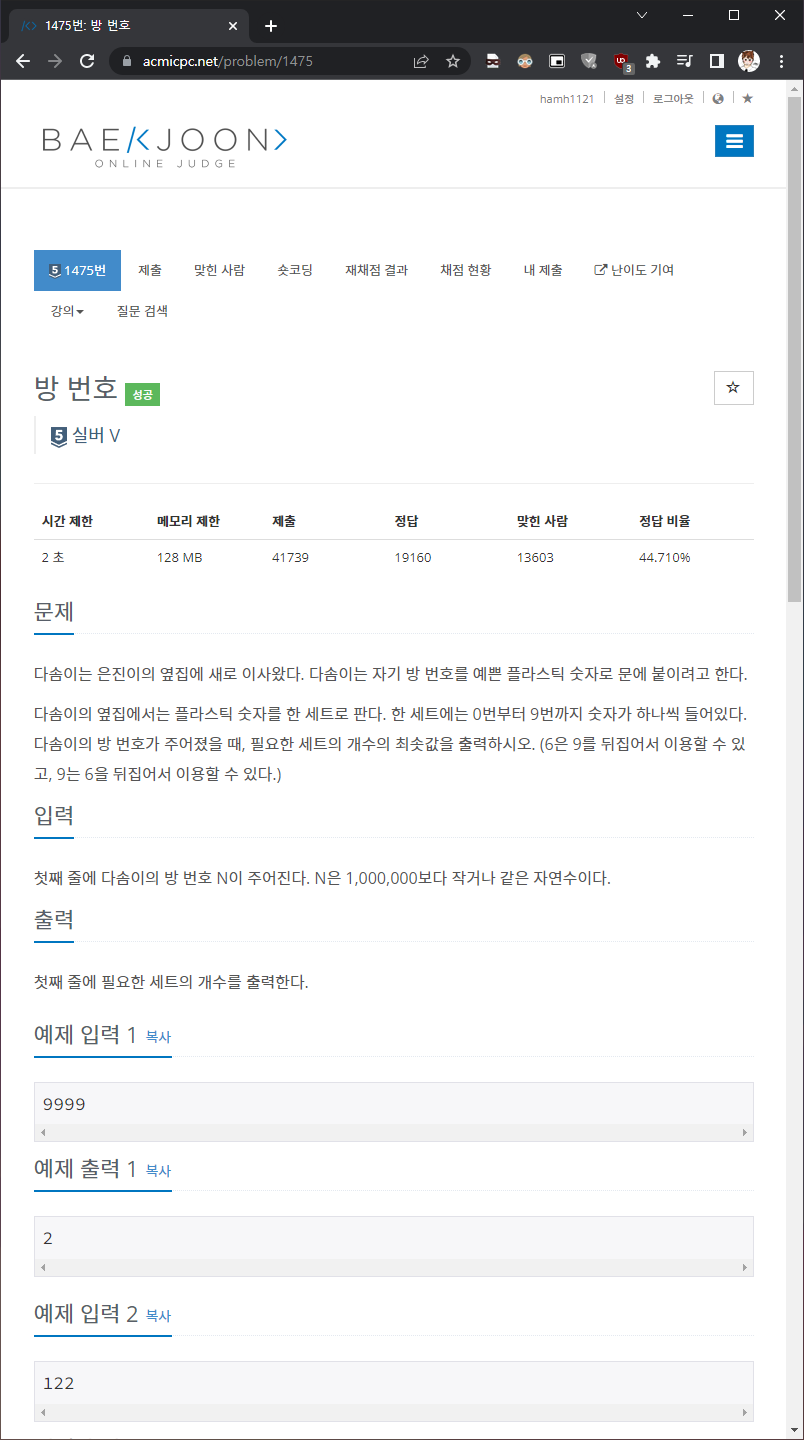 1475번: 방 번호
acmicpc.net/problem/1475
3
hamh1121 설정 로그아웃
BAEKJOON
ONLINE JUDGE
5 1475번 제출 맞힌 사람 숏코딩 재채점 결과 채점 현황 내 제출 난이도 기여
강의 질문 검색
방 번호 성공
5 실버 V
시간 제한 메모리 제한 제출 정답 맞힌 사람 정답 비율
2 초 128 MB 41739 19160 13603 44.710%
문제
다솜이는 은진이의 옆집에 새로 이사왔다. 다솜이는 자기 방 번호를 예쁜 플라스틱 숫자로 문에 붙이려고 한다.
다솜이의 옆집에서는 플라스틱 숫자를 한 세트로 판다. 한 세트에는 0번부터 9번까지 숫자가 하나씩 들어있다.
다솜이의 방 번호가 주어졌을 때, 필요한 세트의 개수의 최솟값을 출력하시오. (6은 9를 뒤집어서 이용할 수 있
고, 9는 6을 뒤집어서 이용할 수 있다.)
입력
첫째 줄에 다솜이의 방 번호 N이 주어진다. N은 1,000,000보다 작거나 같은 자연수이다.
출력
첫째 줄에 필요한 세트의 개수를 출력한다.
예제 입력 1 복사
9999
예제 출력 1 복사
2
예제 입력 2 복사
122